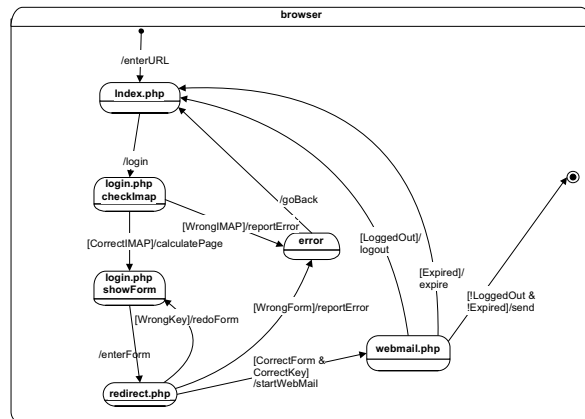 browser
/enterURL
Index.php
/login
login.php
checkImap
/goBack
[WrongIMAP]/reportError
error
[CorrectIMAP]/calculatePage
[LoggedOut]/
logout
[Expired]/
expire
login.php
showForm
[WrongKey]/redoForm
[WrongForm]/reportError
[!LoggedOut &
!Expired]/send
/enterForm
webmail.php
[CorrectForm &
CorrectKey]
/startWebMail
redirect.php